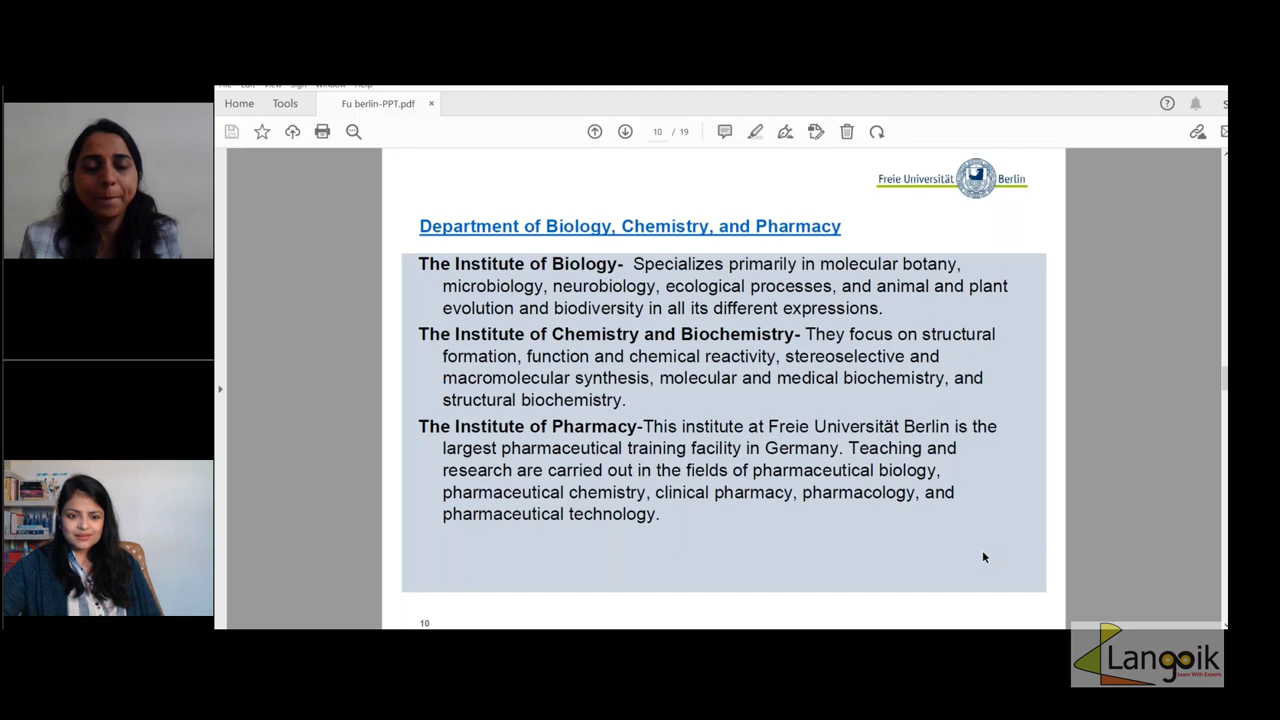 Home Tools Fu berlin-PPT.pdf ×
10 / 19
Freie Universität Berlin
Department of Biology, Chemistry, and Pharmacy
The Institute of Biology- Specializes primarily in molecular botany,
microbiology, neurobiology, ecological processes, and animal and plant
evolution and biodiversity in all its different expressions.
The Institute of Chemistry and Biochemistry- They focus on structural
formation, function and chemical reactivity, stereoselective and
macromolecular synthesis, molecular and medical biochemistry, and
structural biochemistry.
The Institute of Pharmacy-This institute at Freie Universität Berlin is the
largest pharmaceutical training facility in Germany. Teaching and
research are carried out in the fields of pharmaceutical biology,
pharmaceutical chemistry, clinical pharmacy, pharmacology, and
pharmaceutical technology.
10
Langoik
Learn With Experts